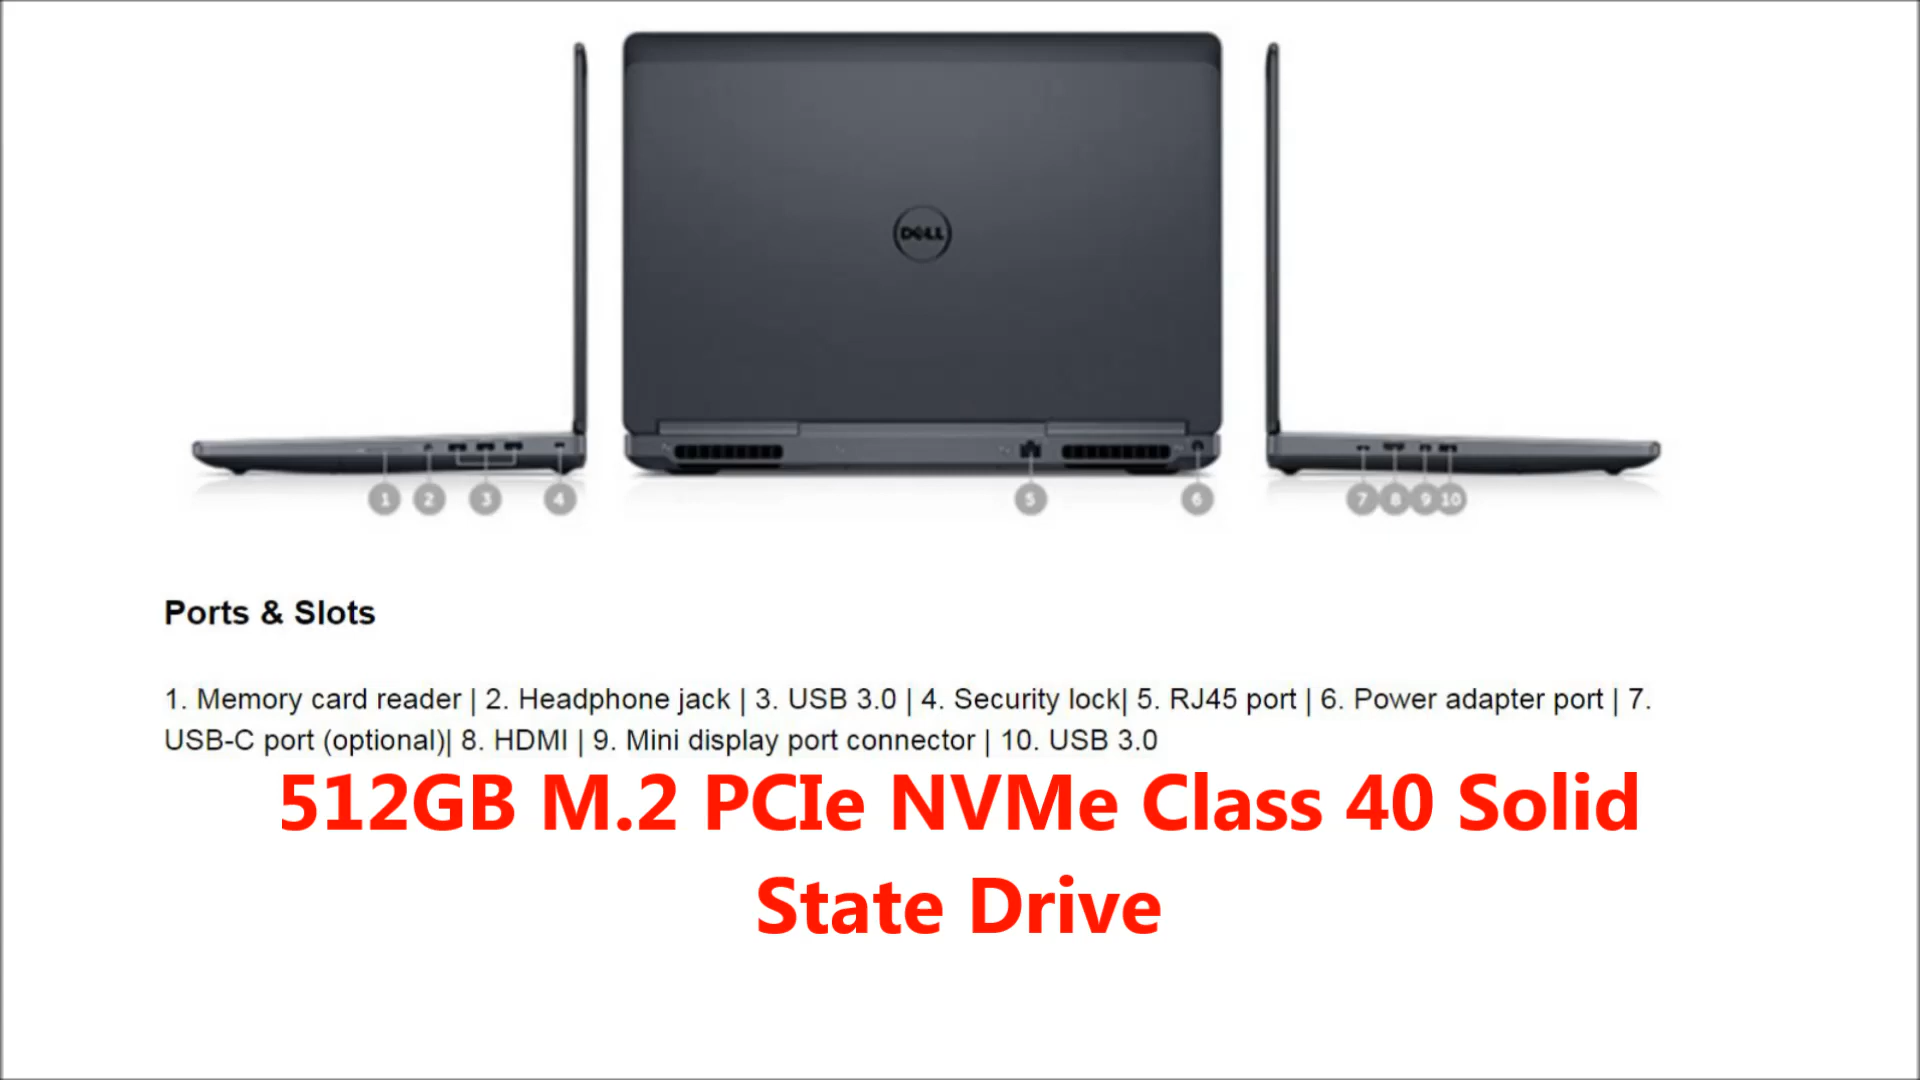 DELL
1 2 3 4 5 6 7 8 9 10
Ports & Slots
1. Memory card reader | 2. Headphone jack | 3. USB 3.0 | 4. Security lock| 5. RJ45 port | 6. Power adapter port | 7.
USB-C port (optional)| 8. HDMI | 9. Mini display port connector | 10. USB 3.0
512GB M.2 PCIe NVMe Class 40 Solid
State Drive